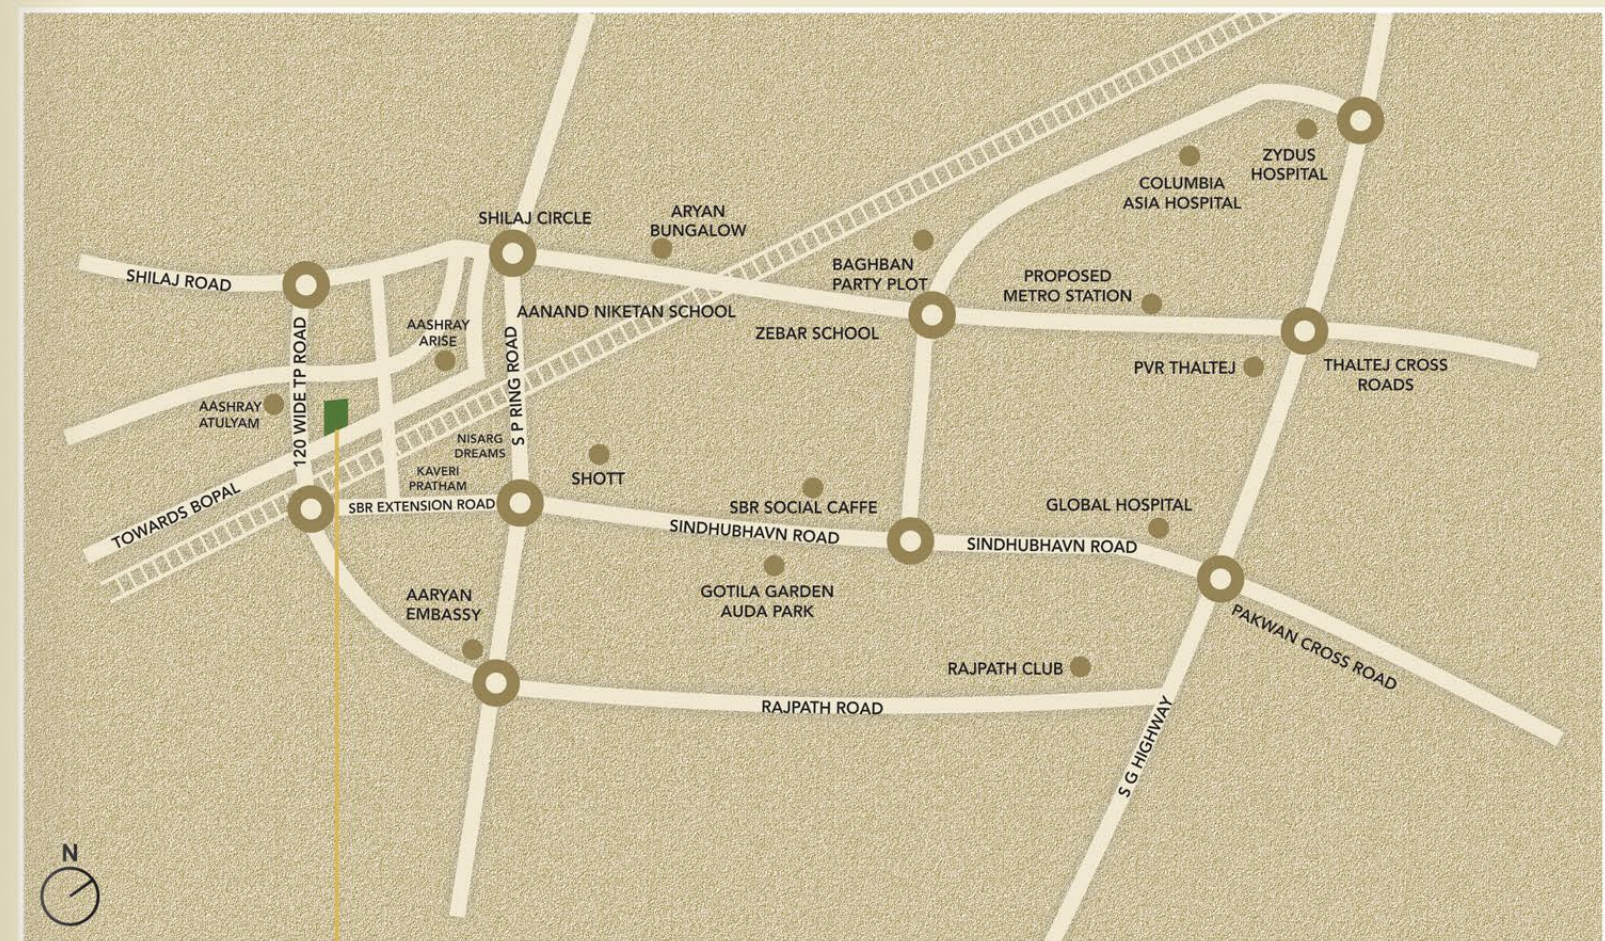 ZYDUS
HOSPITAL
COLUMBIA
ASIA HOSPITAL
SHILAJ CIRCLE
ARYAN
BUNGALOW
SHILAJ ROAD
BAGHBAN
PARTY PLOT
PROPOSED
METRO STATION
AANAND NIKETAN SCHOOL
ZEBAR SCHOOL
AASHRAY
ARISE
120 WIDE TP ROAD
S P RING ROAD
PVR THALTEJ
THALTEJ CROSS
ROADS
AASHRAY
ATULYAM
NISARG
DREAMS
KAVERI
PRATHAM
SHOTT
TOWARDS BOPAL
SBR EXTENSION ROAD
SBR SOCIAL CAFFE
GLOBAL HOSPITAL
SINDHUBHAVN ROAD
SINDHUBHAVN ROAD
GOTILA GARDEN
AUDA PARK
AARYAN
EMBASSY
PAKWAN CROSS ROAD
RAJPATH CLUB
RAJPATH ROAD
S G HIGHWAY
N